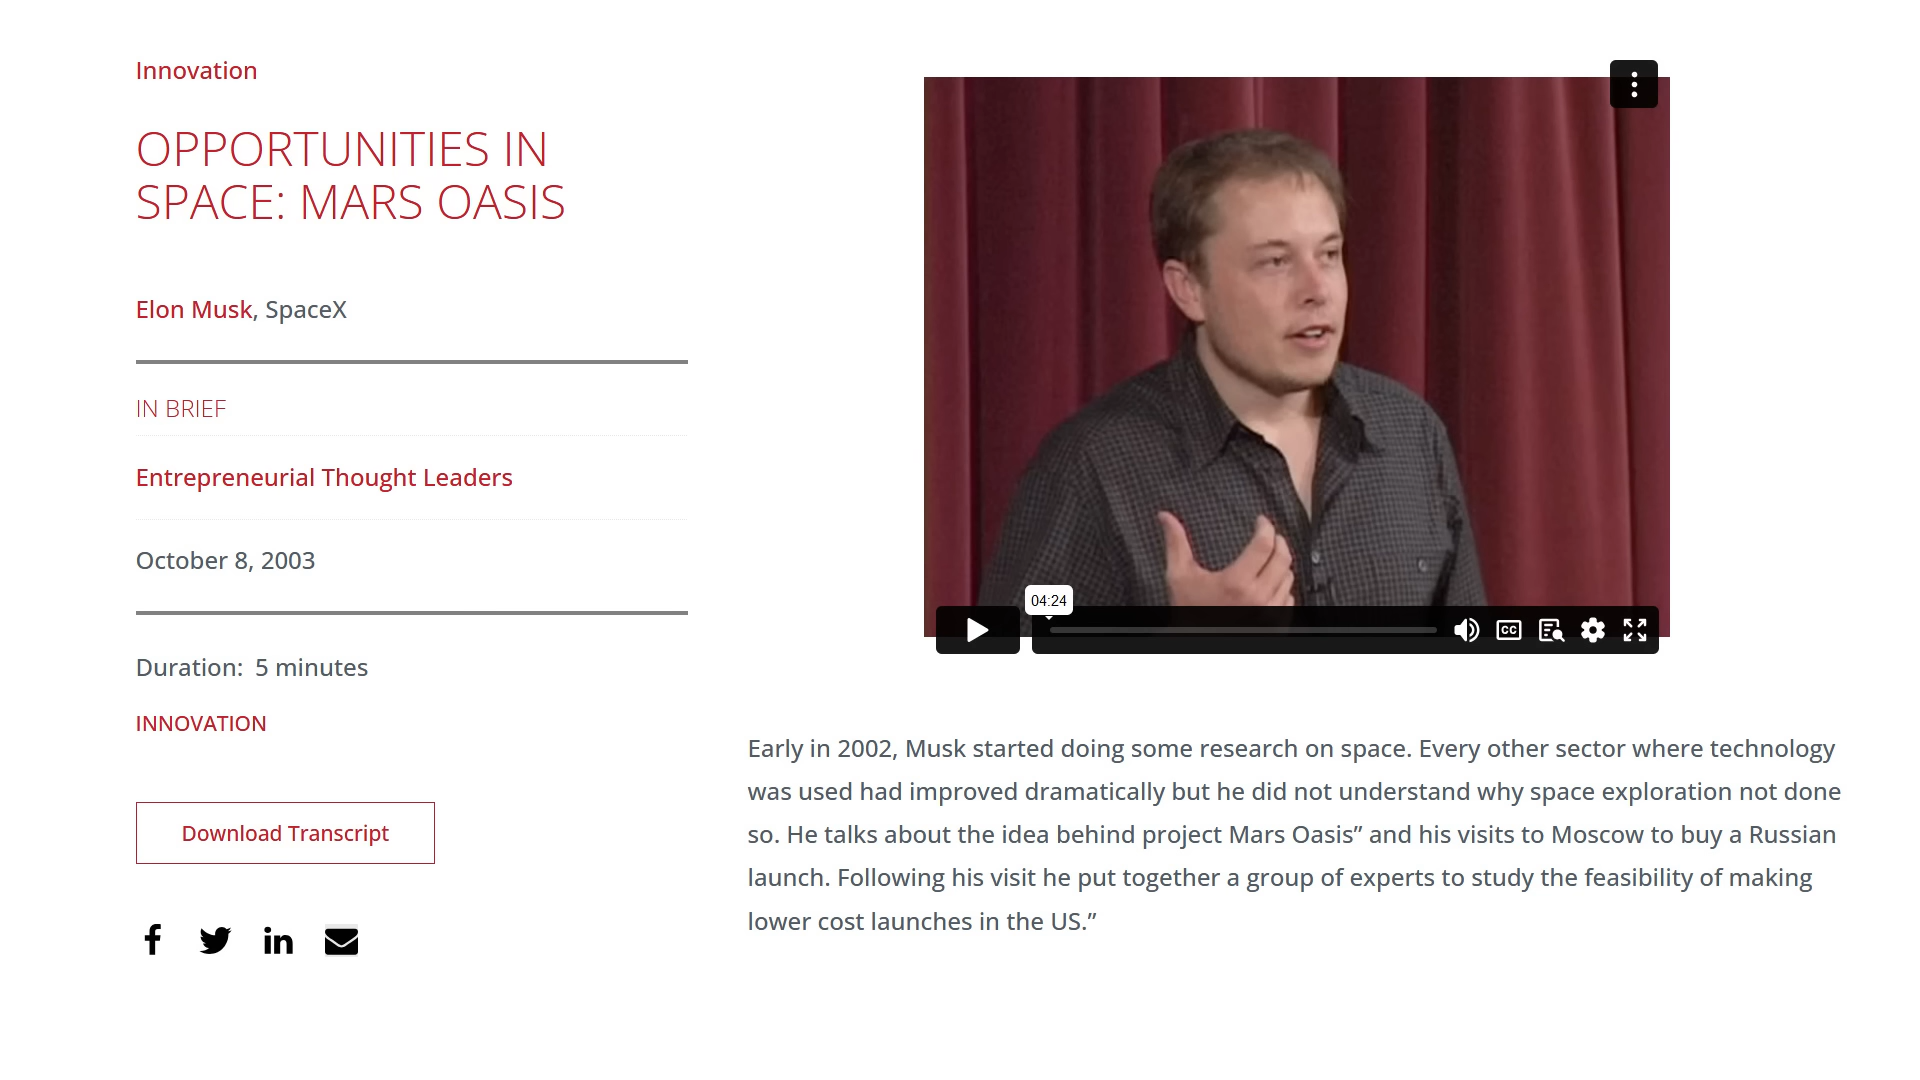 Innovation
OPPORTUNITIES IN
SPACE: MARS OASIS
Elon Musk, SpaceX
IN BRIEF
Entrepreneurial Thought Leaders
October 8, 2003
Duration: 5 minutes
INNOVATION
Download Transcript
04:24
CC
Early in 2002, Musk started doing some research on space. Every other sector where technology
was used had improved dramatically but he did not understand why space exploration not done
so. He talks about the idea behind project Mars Oasis” and his visits to Moscow to buy a Russian
launch. Following his visit he put together a group of experts to study the feasibility of making
lower cost launches in the US.”